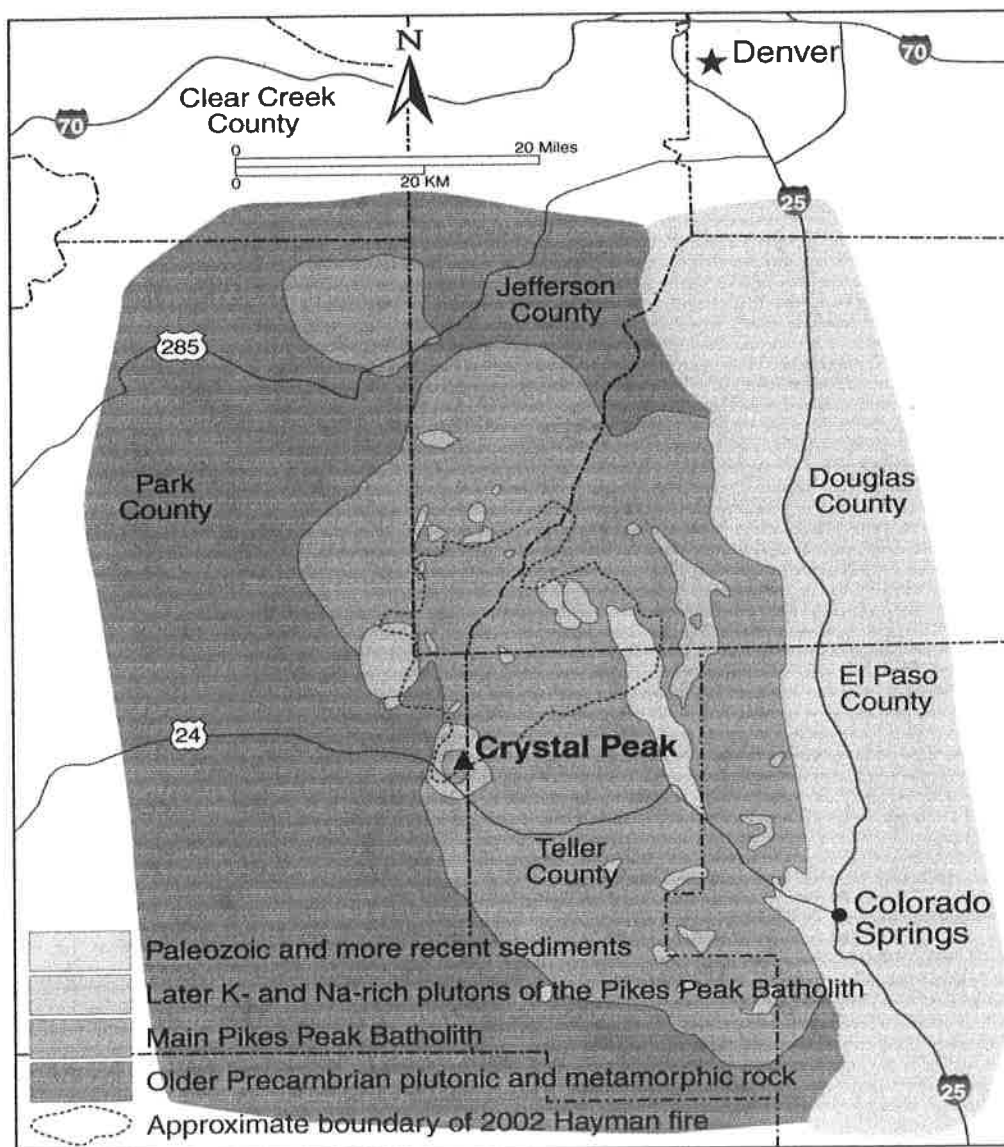 N
Denver
70
Clear Creek
County
70
0
20 Miles
0
20 KM
25
Jefferson
County
285
Park
County
Douglas
County
El Paso
County
24
Crystal Peak
Teller
County
Colorado
Springs
Paleozoic and more recent sediments
Later K- and Na-rich plutons of the Pikes Peak Batholith
Main Pikes Peak Batholith
Older Precambrian plutonic and metamorphic rock
25
Approximate boundary of 2002 Hayman fire